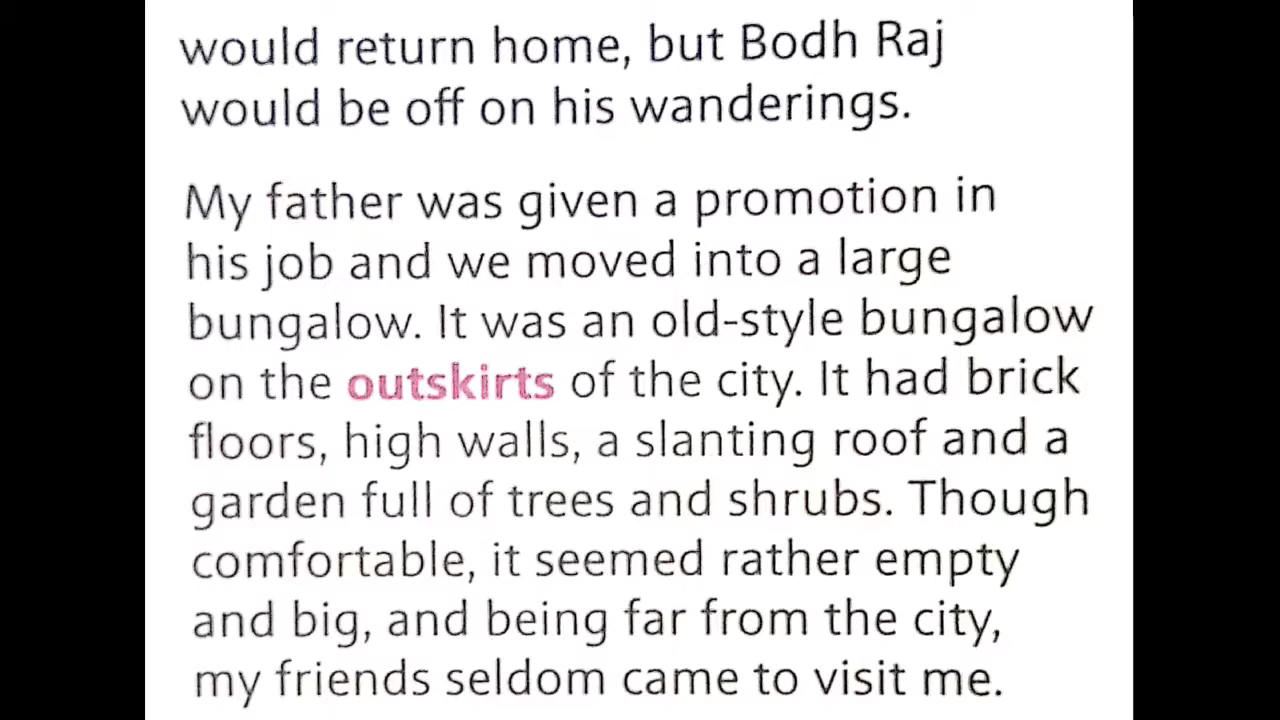 would return home, but Bodh Raj
would be off on his wanderings.
My father was given a promotion in
his job and we moved into a large
bungalow. It was an old-style bungalow
on the outskirts of the city. It had brick
floors, high walls, a slanting roof and a
garden full of trees and shrubs. Though
comfortable, it seemed rather empty
and big, and being far from the city,
my friends seldom came to visit me.